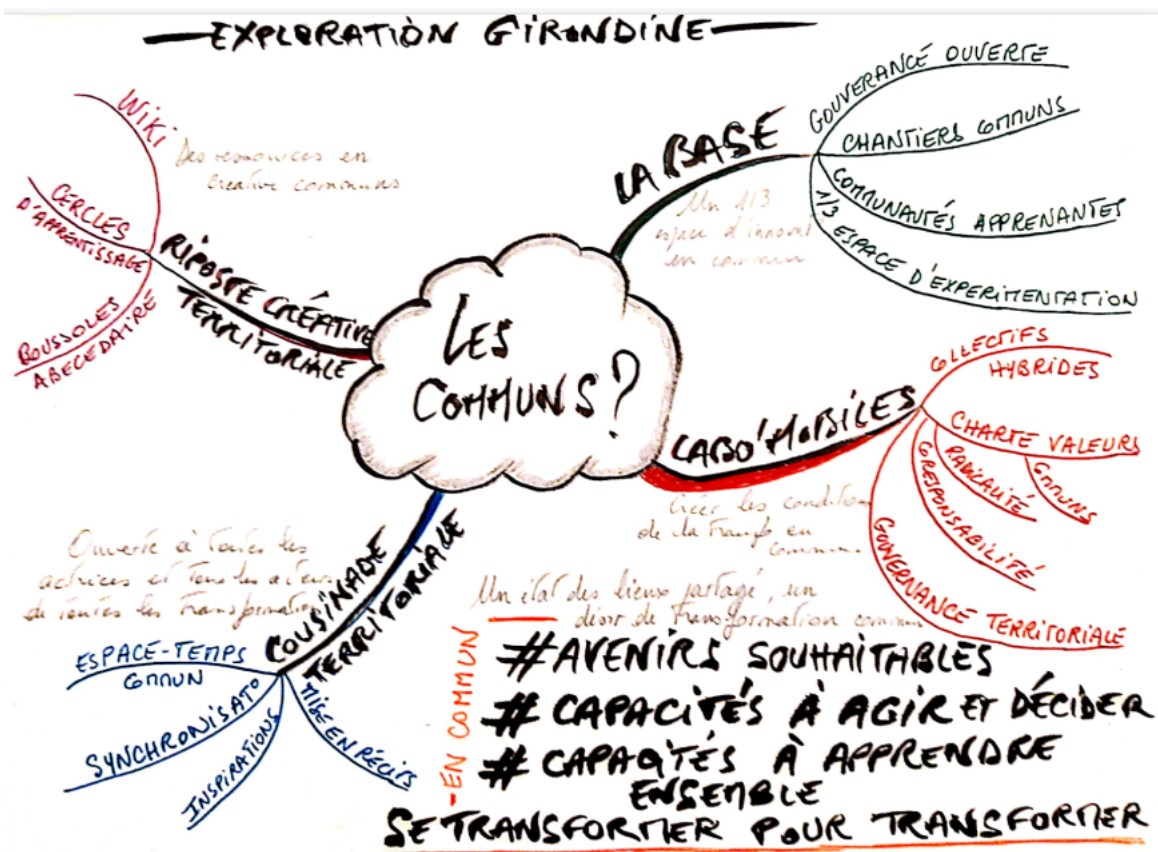 EXPLORATION GIRONDINE
LES
COMMUNS ?
LA BASE
GOUVERANCE OUVERTE
CHANTIERS COMMUNS
COMMUNAUTÉS APPRENANTES
1/3 ESPACE D'EXPERIMENTATION
Un 1/3
espace d'innovat
en commun
LABO'MOBILES
COLLECTIFS
HYBRIDES
CHARTE VALEURS
COMMUNS
RADICALITÉ
CORESPONSABILITÉ
GOUVERNANCE TERRITORIALE
Créer les conditions
de la transf en
commun
RIPOSTE CRÉATIVE
TERRITORIALE
WIKI
CERCLES
D'APPRENTISSAGE
BOUSSOLES
ABECEDAIRE
Des ressources en
Creative communs
COUSINADE
TERRITORIALE
ESPACE-TEMPS
COMMUN
SYNCHRONISATO
INSPIRATIONS
MISE EN RÉCITS
Ouverte à toutes les
actrices et tous les acteurs
de toutes les transformations
Un état des lieux partagé, un
désir de transformation commun
-EN COMMUN
# AVENIRS SOUHAITABLES
# CAPACITÉS À AGIR ET DÉCIDER
# CAPACITÉS À APPRENDRE
ENSEMBLE
SE TRANSFORMER POUR TRANSFORMER